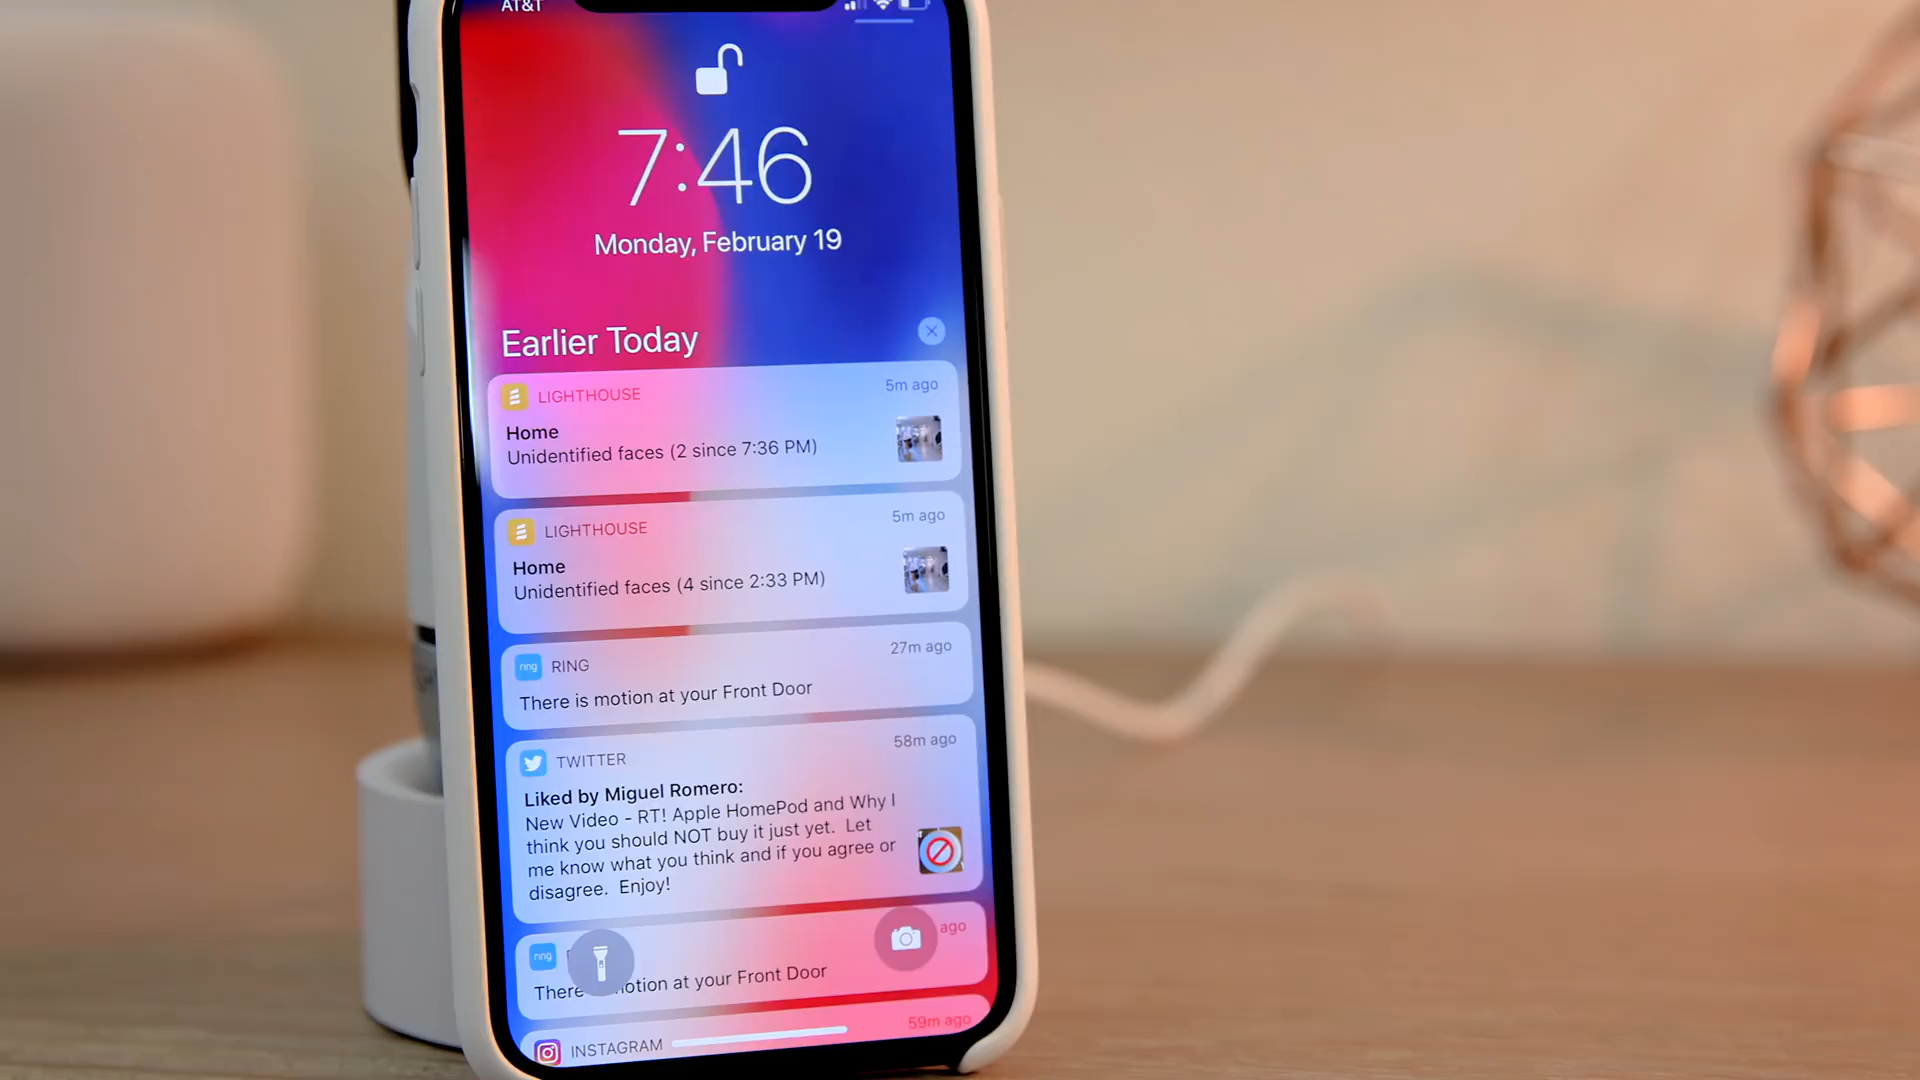 AT&T
7:46
Monday, February 19
Earlier Today
LIGHTHOUSE 5m ago
Home
Unidentified faces (2 since 7:36 PM)
LIGHTHOUSE 5m ago
Home
Unidentified faces (4 since 2:33 PM)
ring RING 27m ago
There is motion at your Front Door
TWITTER 58m ago
Liked by Miguel Romero:
New Video - RT! Apple HomePod and Why I
think you should NOT buy it just yet. Let
me know what you think and if you agree or
disagree. Enjoy!
ring ago
There otion at your Front Door
INSTAGRAM 59m ago